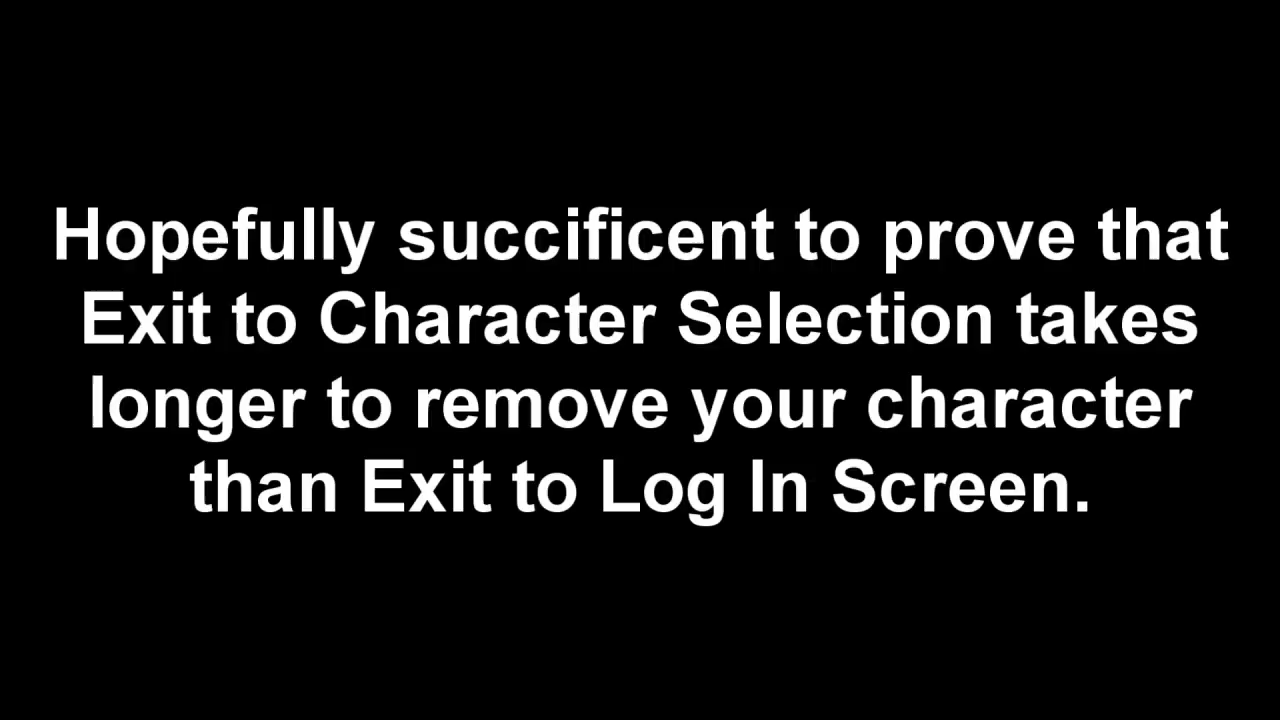 Hopefully succificent to prove that
Exit to Character Selection takes
longer to remove your character
than Exit to Log In Screen.